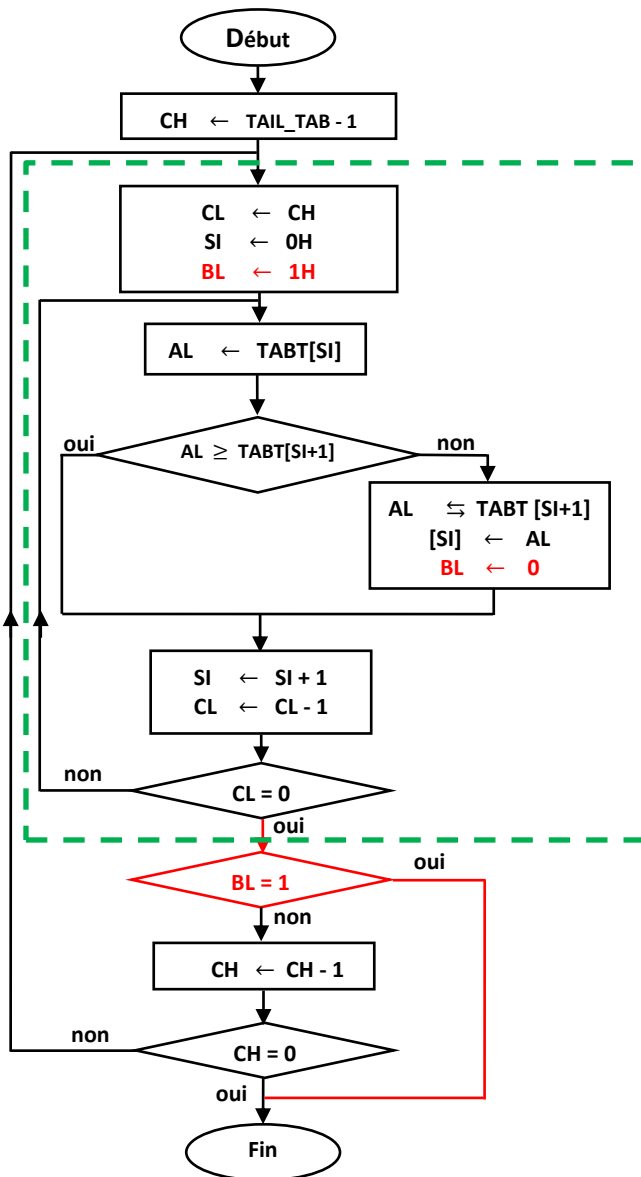 Début
CH ← TAIL_TAB - 1
CL ← CH
SI ← 0H
BL ← 1H
AL ← TABT[SI]
oui
AL ≥ TABT[SI+1]
non
AL ⇆ TABT [SI+1]
[SI] ← AL
BL ← 0
SI ← SI + 1
CL ← CL - 1
non
CL = 0
oui
BL = 1
oui
non
CH ← CH - 1
non
CH = 0
oui
Fin